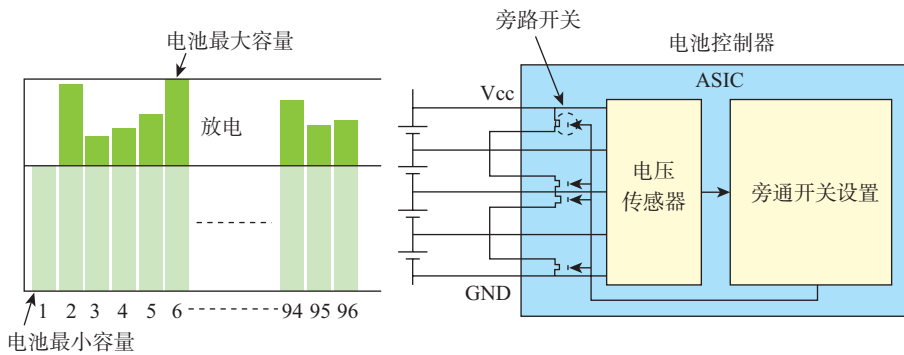 电池最大容量
放电
1 2 3 4 5 6 94 95 96
电池最小容量
旁路开关
电池控制器
ASIC
Vcc
电压
传感器
旁通开关设置
GND